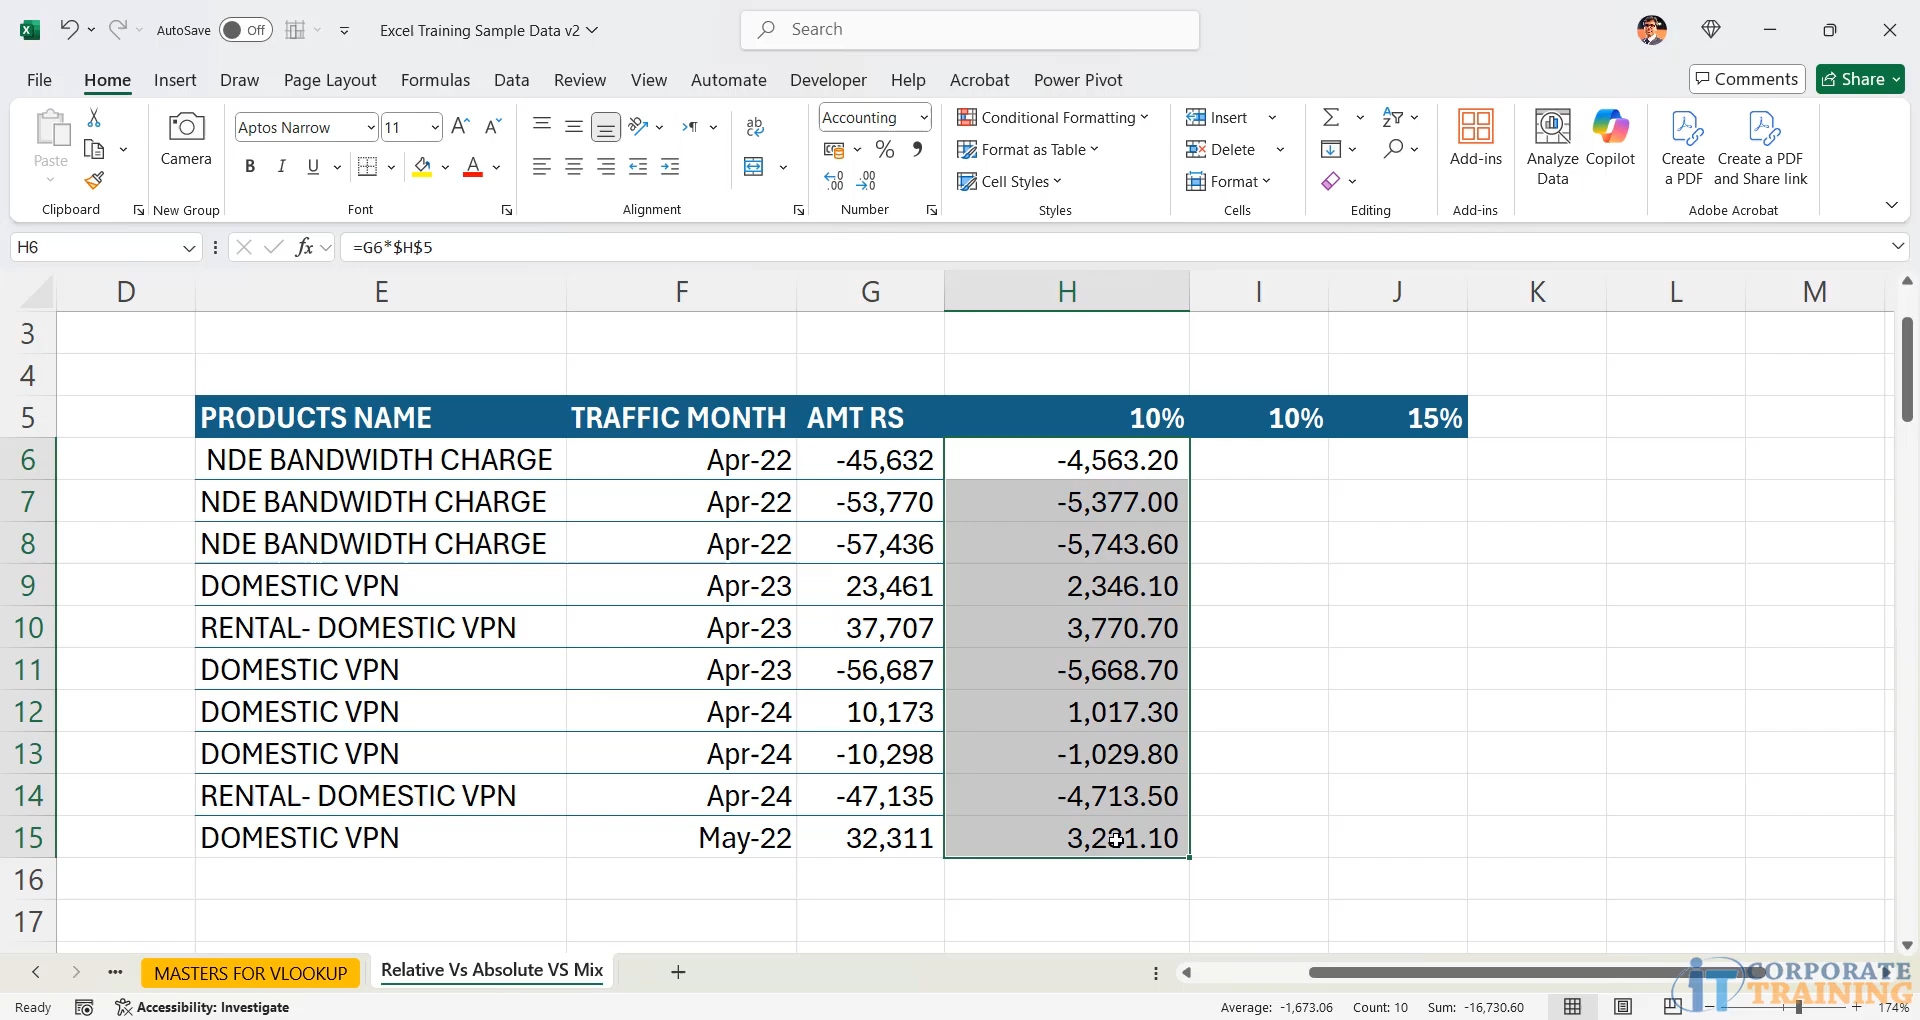 AutoSave Off Excel Training Sample Data v2 Search
File Home Insert Draw Page Layout Formulas Data Review View Automate Developer Help Acrobat Power Pivot Comments Share
Paste Camera Aptos Narrow 11 B I U A ab Accounting % Conditional Formatting Format as Table Cell Styles Insert Delete Format Add-ins Analyze Data Copilot Create a PDF Create a PDF and Share link
Clipboard New Group Font Alignment Number Styles Cells Editing Add-ins Adobe Acrobat
H6 fx =G6*$H$5
D E F G H I J K L M
3
4
5 PRODUCTS NAME TRAFFIC MONTH AMT RS 10% 10% 15%
6 NDE BANDWIDTH CHARGE Apr-22 -45,632 -4,563.20
7 NDE BANDWIDTH CHARGE Apr-22 -53,770 -5,377.00
8 NDE BANDWIDTH CHARGE Apr-22 -57,436 -5,743.60
9 DOMESTIC VPN Apr-23 23,461 2,346.10
10 RENTAL- DOMESTIC VPN Apr-23 37,707 3,770.70
11 DOMESTIC VPN Apr-23 -56,687 -5,668.70
12 DOMESTIC VPN Apr-24 10,173 1,017.30
13 DOMESTIC VPN Apr-24 -10,298 -1,029.80
14 RENTAL- DOMESTIC VPN Apr-24 -47,135 -4,713.50
15 DOMESTIC VPN May-22 32,311 3,231.10
16
17
MASTERS FOR VLOOKUP Relative Vs Absolute VS Mix
iT CORPORATE TRAINING
Ready Accessibility: Investigate Average: -1,673.06 Count: 10 Sum: -16,730.60 174%